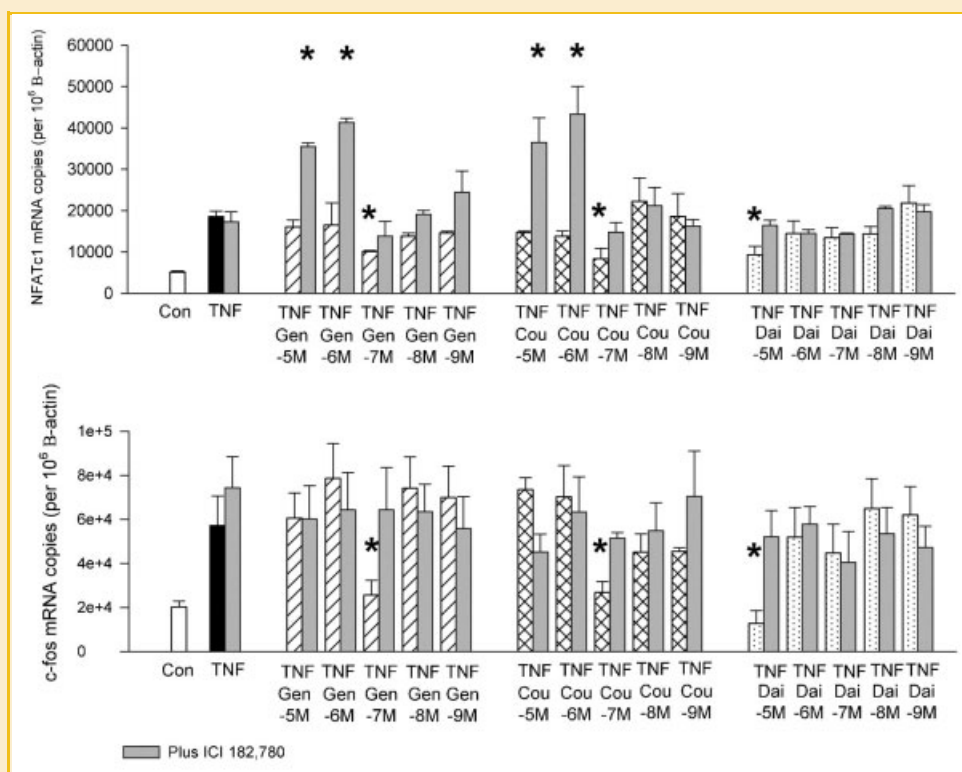 NFATc1 mRNA copies (per 10⁶ B-actin)
60000
50000
40000
30000
20000
10000
0
* * * * * * *
Con TNF TNF TNF TNF TNF TNF TNF TNF TNF TNF TNF TNF TNF TNF TNF TNF
Gen Gen Gen Gen Gen Cou Cou Cou Cou Cou Dai Dai Dai Dai Dai
-5M -6M -7M -8M -9M -5M -6M -7M -8M -9M -5M -6M -7M -8M -9M
c-fos mRNA copies (per 10⁶ B-actin)
1e+5
8e+4
6e+4
4e+4
2e+4
0
* * *
Con TNF TNF TNF TNF TNF TNF TNF TNF TNF TNF TNF TNF TNF TNF TNF TNF
Gen Gen Gen Gen Gen Cou Cou Cou Cou Cou Dai Dai Dai Dai Dai
-5M -6M -7M -8M -9M -5M -6M -7M -8M -9M -5M -6M -7M -8M -9M
Plus ICI 182,780